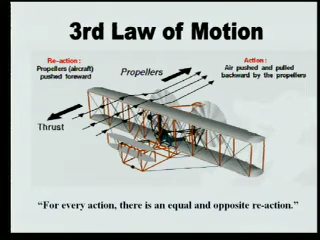 3rd Law of Motion
Re-action:
Propellers (aircraft)
pushed foreward
Propellers
Action:
Air pushed and pulled
backward by the propellers
Thrust
“For every action, there is an equal and opposite re-action.”